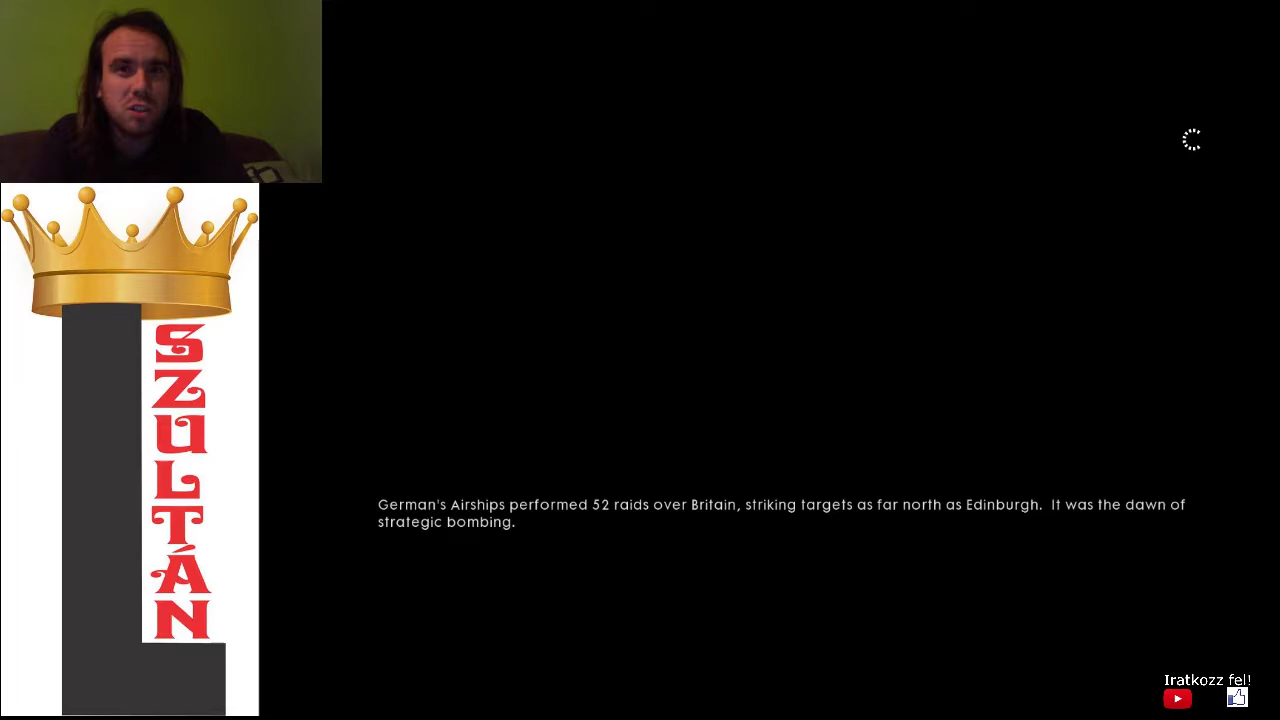 L
SZULTÁN
German's Airships performed 52 raids over Britain, striking targets as far north as Edinburgh. It was the dawn of
strategic bombing.
Iratkozz fel!